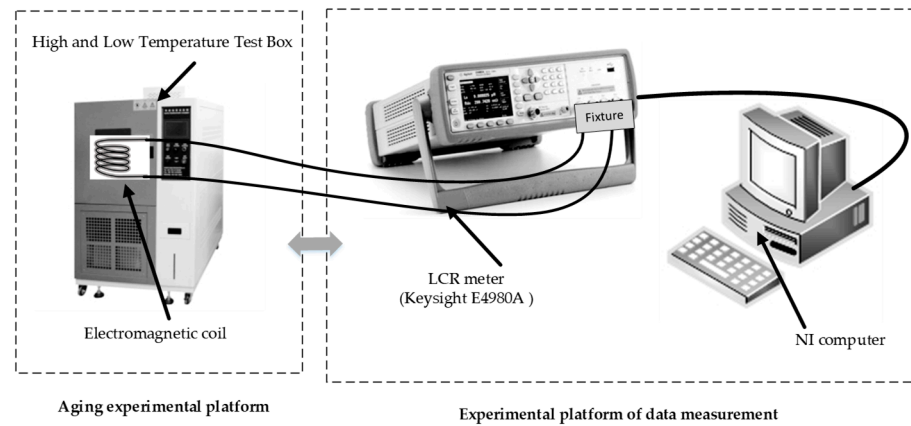 High and Low Temperature Test Box
Fixture
LCR meter
(Keysight E4980A )
Electromagnetic coil
NI computer
Aging experimental platform
Experimental platform of data measurement